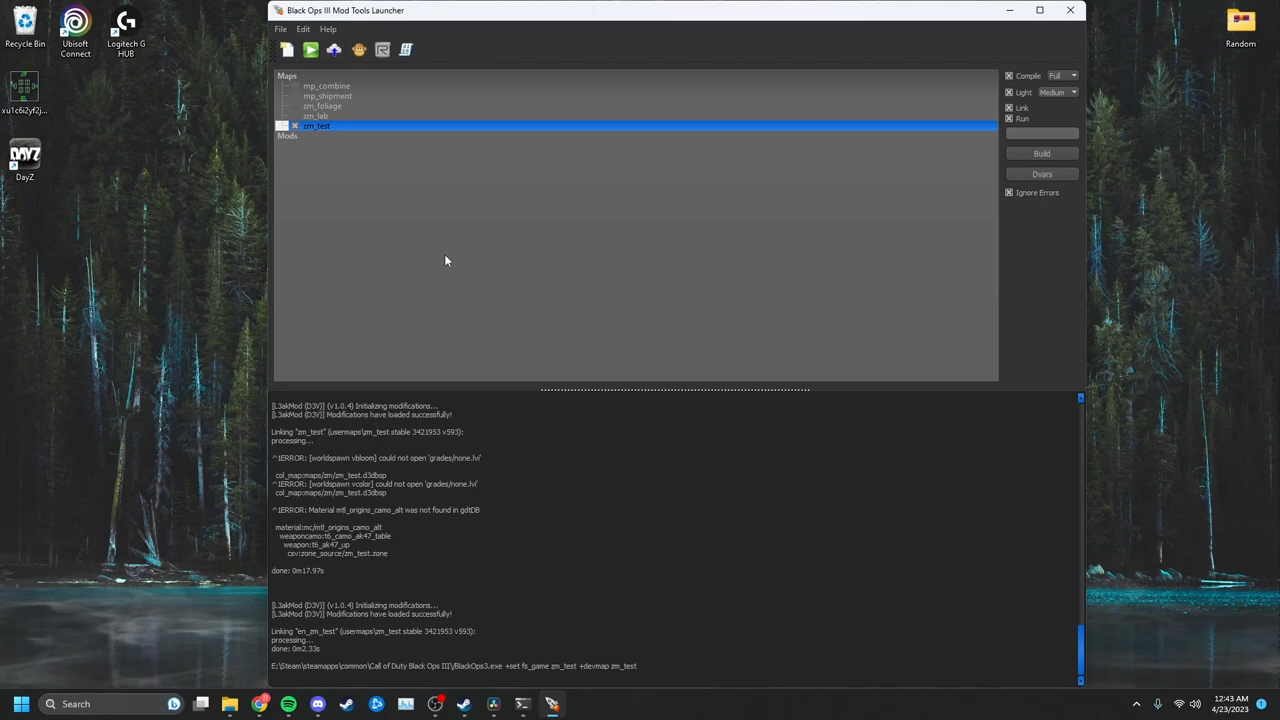 Black Ops III Mod Tools Launcher
Recycle Bin
Ubisoft
Connect
Logitech G
HUB
Random
File Edit Help
Maps
mp_combine
mp_shipment
zm_foliage
zm_lab
zm_test
Mods
Compile Full
Light Medium
Link
Run
Build
Dvars
Ignore Errors
xu1c6i2yf2j...
DAYZ
DayZ
[L3akMod (D3V)] (v1.0.4) Initializing modifications...
[L3akMod (D3V)] Modifications have loaded successfully!
Linking "zm_test" (usermaps\zm_test stable 3421953 v593):
processing...
^1ERROR: [worldspawn vbloom] could not open 'grades/none.lvi'
col_map:maps/zm/zm_test.d3dbsp
^1ERROR: [worldspawn vcolor] could not open 'grades/none.lvi'
col_map:maps/zm/zm_test.d3dbsp
^1ERROR: Material mtl_origins_camo_alt was not found in gdtDB
material:mc/mtl_origins_camo_alt
weaponcamo:t6_camo_ak47_table
weapon:t6_ak47_up
csv:zone_source/zm_test.zone
done: 0m17.97s
[L3akMod (D3V)] (v1.0.4) Initializing modifications...
[L3akMod (D3V)] Modifications have loaded successfully!
Linking "en_zm_test" (usermaps\zm_test stable 3421953 v593):
processing...
done: 0m2.33s
E:\Steam\steamapps\common\Call of Duty Black Ops III\/BlackOps3.exe +set fs_game zm_test +devmap zm_test
Search
12:43 AM
4/23/2023